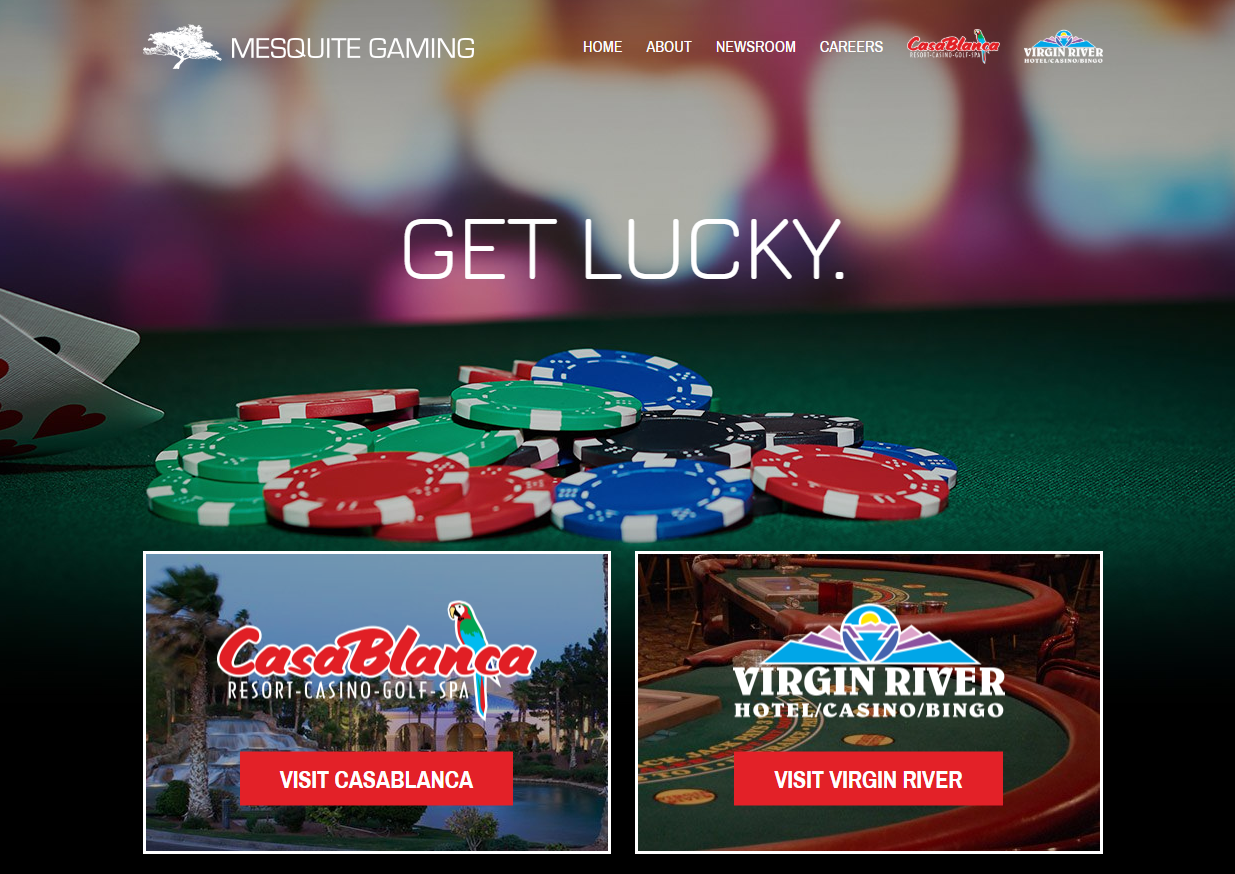 MESQUITE GAMING
HOME ABOUT NEWSROOM CAREERS
CasaBlanca
RESORT-CASINO-GOLF-SPA
VIRGIN RIVER
HOTEL/CASINO/BINGO
GET LUCKY.
CasaBlanca
RESORT-CASINO-GOLF-SPA
VISIT CASABLANCA
VIRGIN RIVER
HOTEL/CASINO/BINGO
VISIT VIRGIN RIVER